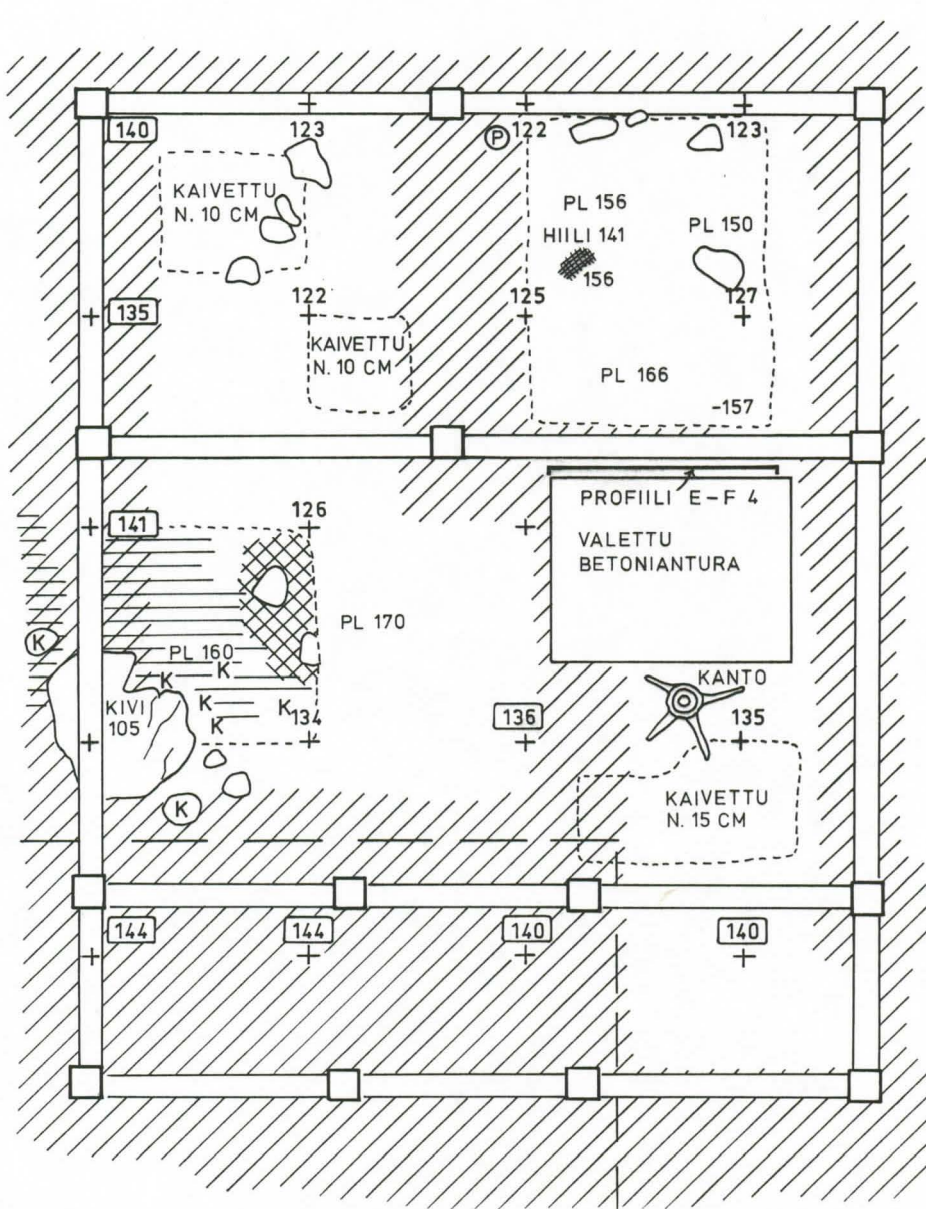 140
123
P
122
123
KAIVETTU
N. 10 CM
PL 156
HIILI 141
156
PL 150
135
122
125
127
KAIVETTU
N. 10 CM
PL 166
-157
PROFIILI E-F 4
VALETTU
BETONIANTURA
141
126
PL 170
K
PL 160
K
K
KIVI
105
K
K
K
134
136
KANTO
135
K
KAIVETTU
N. 15 CM
144
144
140
140